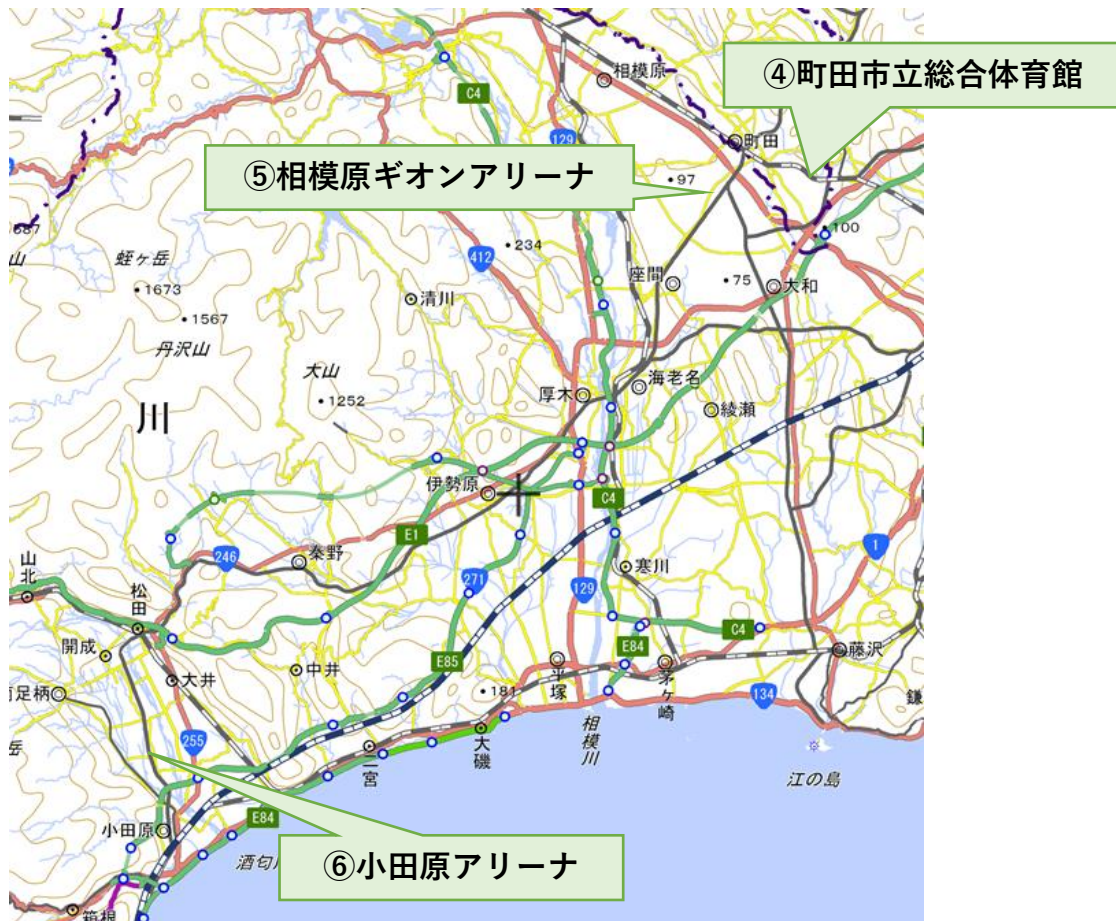 相模原
④町田市立総合体育館
C4
129
町田
⑤相模原ギオンアリーナ
97
100
234
412
蛭ヶ岳
座間
75
大和
1673
清川
1567
丹沢山
大山
1252
海老名
厚木
綾瀬
川
伊勢原
C4
E1
246
秦野
271
129
寒川
1
山北
松田
開成
中井
E85
E84
C4
藤沢
足柄
大井
181
平塚
茅ヶ崎
134
鎌
255
二宮
大磯
相模川
江の島
岳
小田原
E84
酒匂
⑥小田原アリーナ
箱根